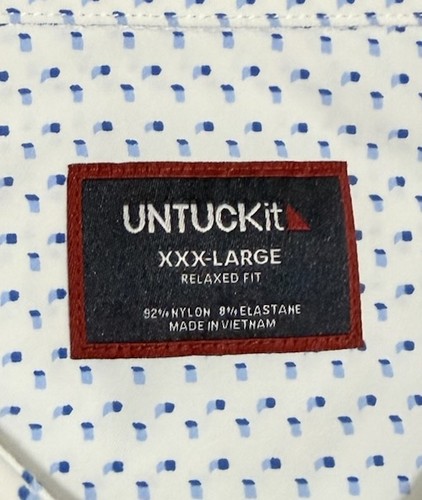 UNTUCKit
XXX-LARGE
RELAXED FIT
92% NYLON 8% ELASTANE
MADE IN VIETNAM